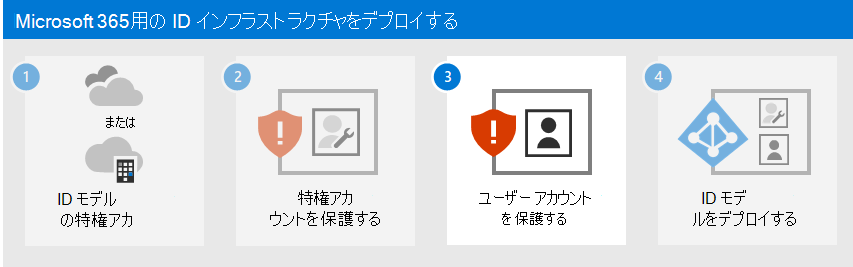 Microsoft 365用の ID インフラストラクチャをデプロイする
1
または
ID モデル
の特権アカ
2
特権アカ
ウントを保護する
3
ユーザー アカウント
を保護する
4
ID モデ
ルをデプロイする